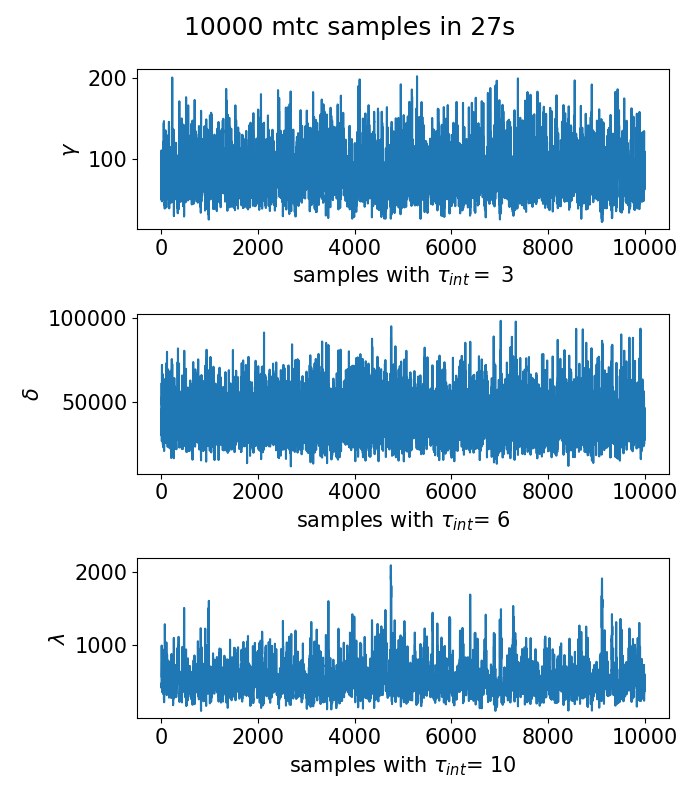 10000 mtc samples in 27s
200
100
γ
0 2000 4000 6000 8000 10000
samples with τint = 3
100000
50000
δ
0 2000 4000 6000 8000 10000
samples with τint= 6
2000
1000
λ
0 2000 4000 6000 8000 10000
samples with τint= 10